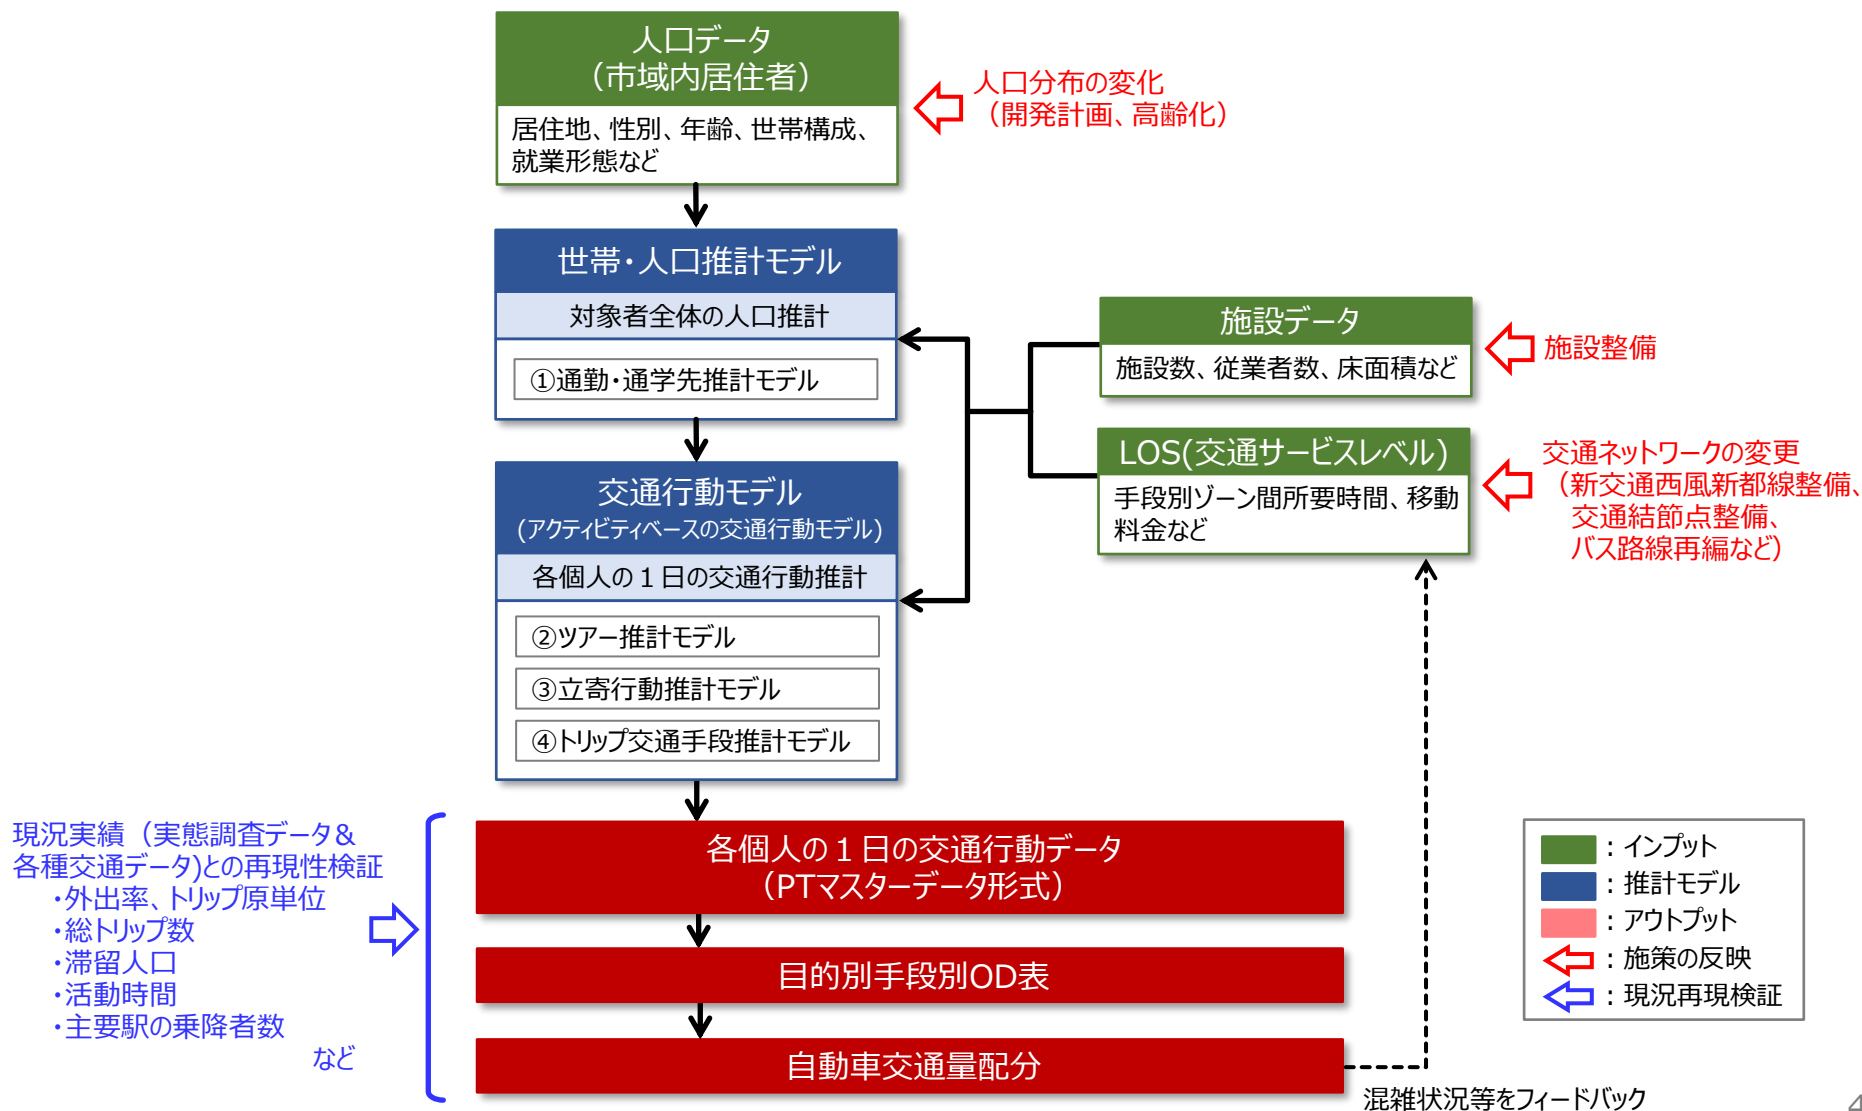 人口データ
（市域内居住者）
居住地、性別、年齢、世帯構成、
就業形態など
人口分布の変化
（開発計画、高齢化）
世帯・人口推計モデル
対象者全体の人口推計
①通勤・通学先推計モデル
施設データ
施設数、従業者数、床面積など
施設整備
LOS(交通サービスレベル)
手段別ゾーン間所要時間、移動
料金など
交通ネットワークの変更
（新交通西風新都線整備、
交通結節点整備、
バス路線再編など）
交通行動モデル
(アクティビティベースの交通行動モデル)
各個人の１日の交通行動推計
②ツアー推計モデル
③立寄行動推計モデル
④トリップ交通手段推計モデル
現況実績（実態調査データ＆
各種交通データ)との再現性検証
・外出率、トリップ原単位
・総トリップ数
・滞留人口
・活動時間
・主要駅の乗降者数
など
各個人の１日の交通行動データ
（PTマスターデータ形式）
目的別手段別OD表
自動車交通量配分
混雑状況等をフィードバック
：インプット
：推計モデル
：アウトプット
：施策の反映
：現況再現検証
4